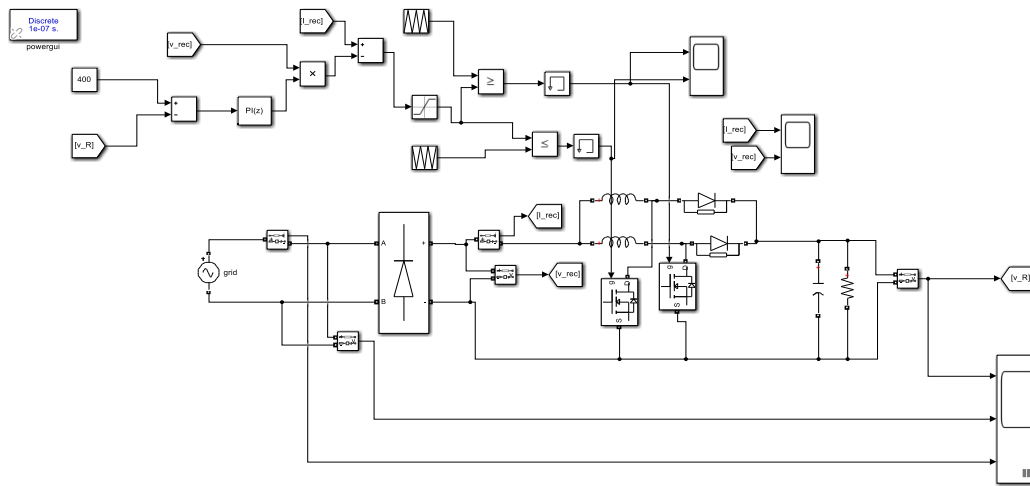 Discrete
1e-07 s.
powergui
[I_rec]
[v_rec]
+
−
×
≥
400
+
−
PI(z)
[v_R]
≤
[I_rec]
[v_rec]
[I_rec]
A
+
[v_rec]
grid
B
-
g
D
S
g
D
S
[v_R]